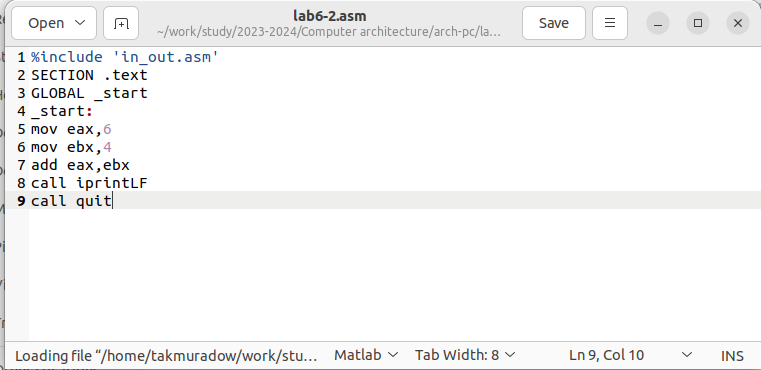 Open
lab6-2.asm
~/work/study/2023-2024/Computer architecture/arch-pc/la…
Save
1 %include 'in_out.asm'
2 SECTION .text
3 GLOBAL _start
4 _start:
5 mov eax,6
6 mov ebx,4
7 add eax,ebx
8 call iprintLF
9 call quit
Loading file “/home/takmuradow/work/stu… Matlab Tab Width: 8 Ln 9, Col 10 INS